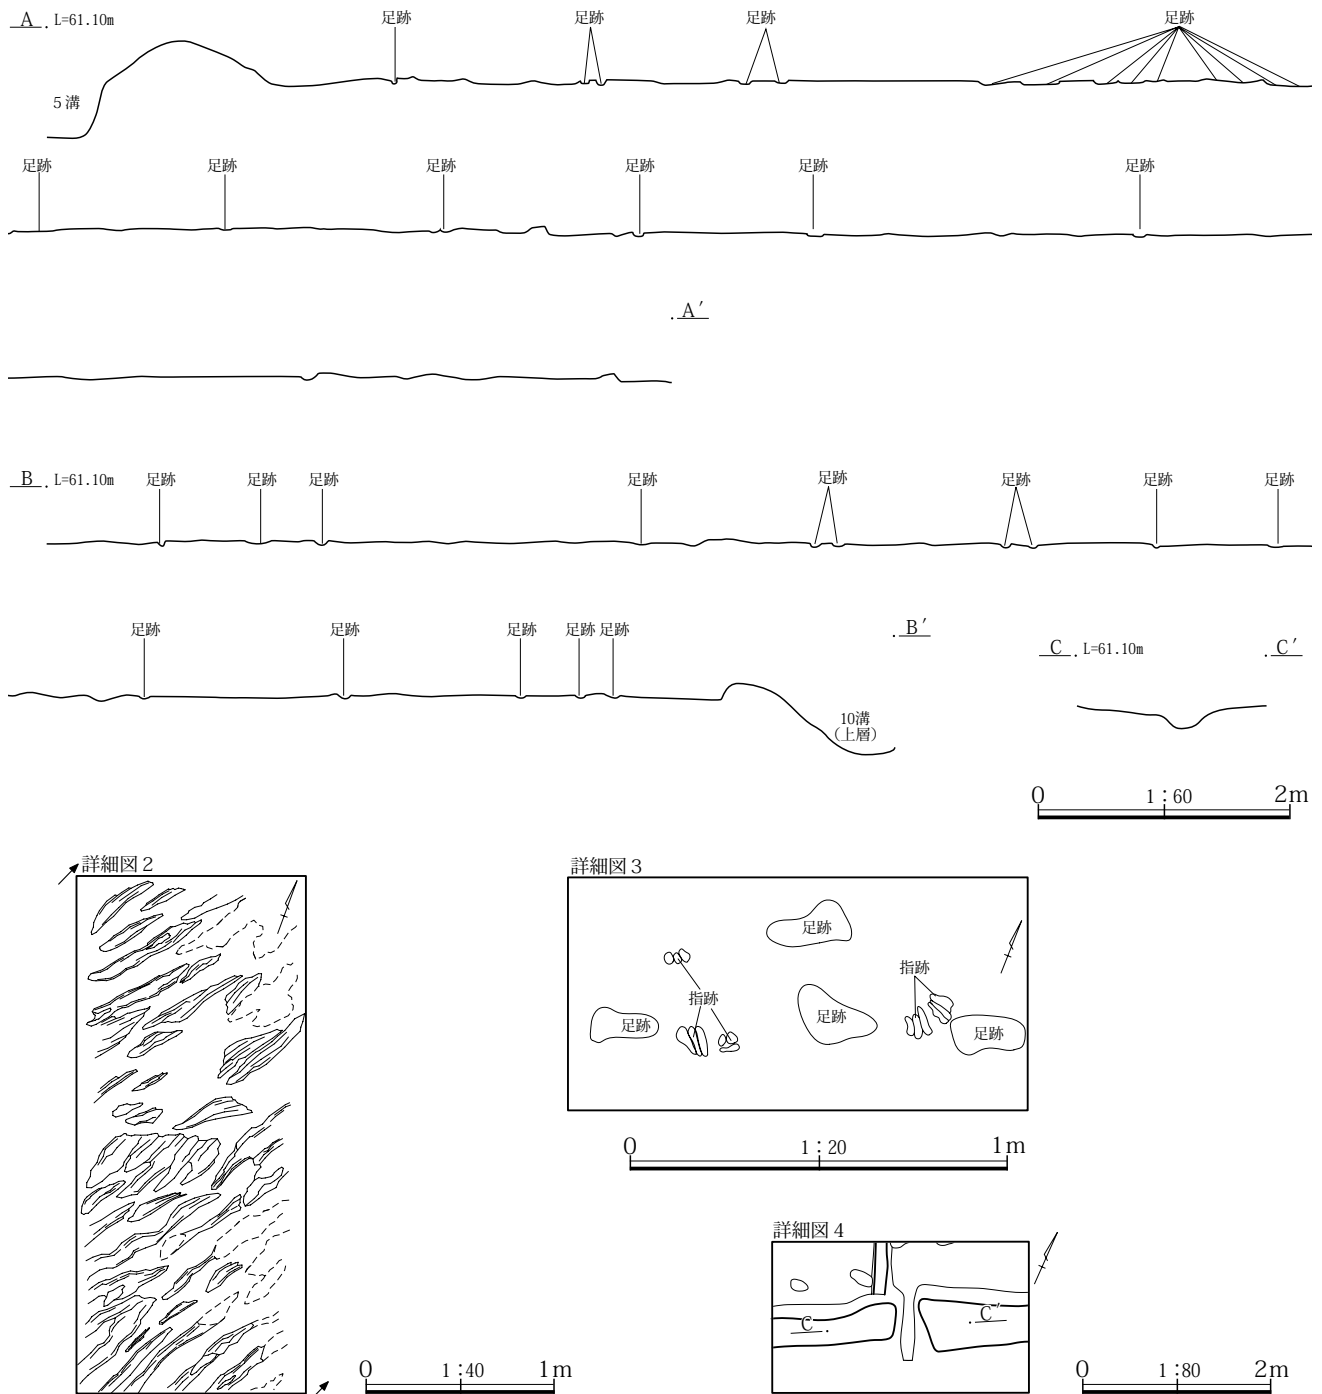 A L=61.10m 足跡 足跡 足跡 足跡
5溝
足跡 足跡 足跡 足跡 足跡 足跡
A′
B L=61.10m 足跡 足跡 足跡 足跡 足跡 足跡 足跡 足跡
足跡 足跡 足跡 足跡 足跡 B′
C L=61.10m C′
10溝
(上層)
0 1:60 2m
詳細図2
詳細図3
足跡
指跡
指跡
足跡
足跡
足跡
0 1:20 1m
詳細図4
C
C′
0 1:40 1m
0 1:80 2m